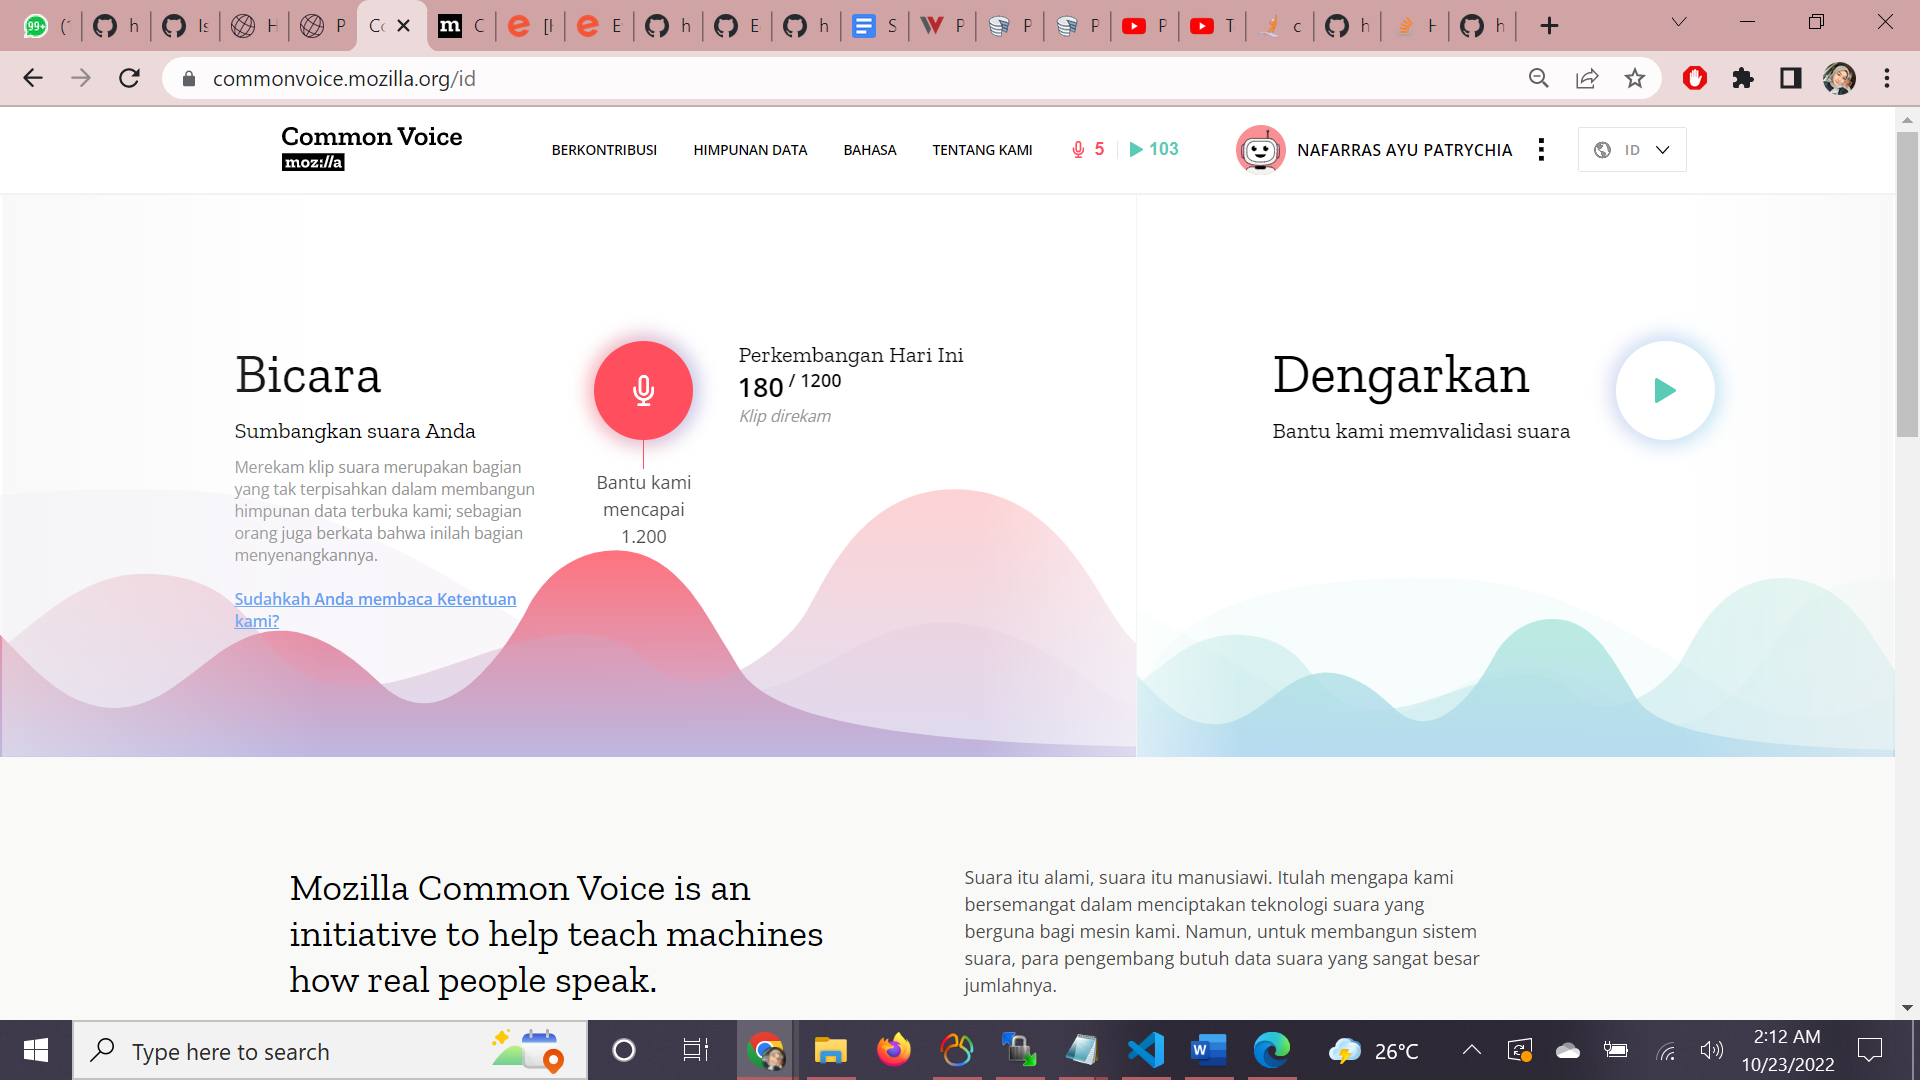 99+
(
h
Is
H
P
Co
m
C
[H
E
h
E
h
S
P
P
P
P
T
c
h
H
h
commonvoice.mozilla.org/id
Common Voice
moz://a
BERKONTRIBUSI
HIMPUNAN DATA
BAHASA
TENTANG KAMI
5
103
NAFARRAS AYU PATRYCHIA
ID
Bicara
Sumbangkan suara Anda
Merekam klip suara merupakan bagian
yang tak terpisahkan dalam membangun
himpunan data terbuka kami; sebagian
orang juga berkata bahwa inilah bagian
menyenangkannya.
Sudahkah Anda membaca Ketentuan
kami?
Bantu kami
mencapai
1.200
Perkembangan Hari Ini
180 / 1200
Klip direkam
Dengarkan
Bantu kami memvalidasi suara
Mozilla Common Voice is an
initiative to help teach machines
how real people speak.
Suara itu alami, suara itu manusiawi. Itulah mengapa kami
bersemangat dalam menciptakan teknologi suara yang
berguna bagi mesin kami. Namun, untuk membangun sistem
suara, para pengembang butuh data suara yang sangat besar
jumlahnya.
Type here to search
26°C
2:12 AM
10/23/2022